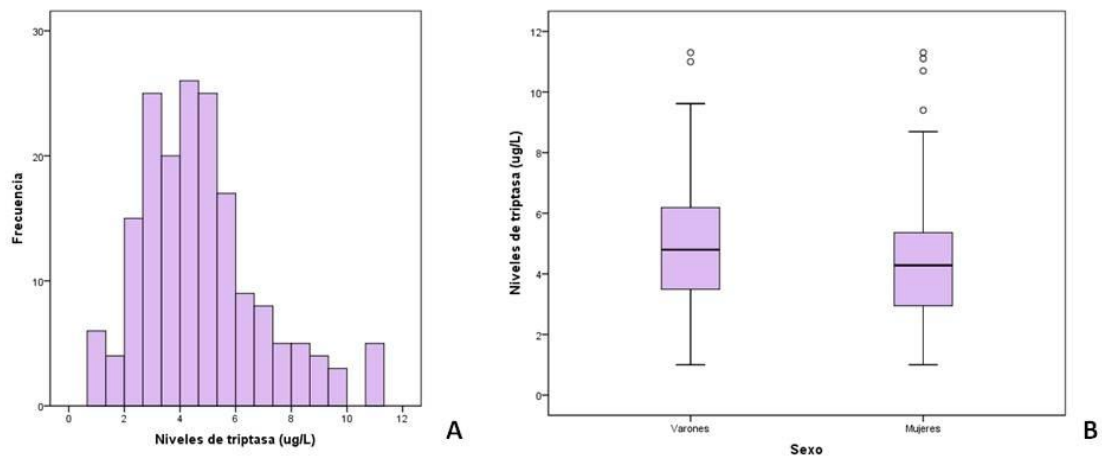 30
20
10
0
Frecuencia
0 2 4 6 8 10 12
Niveles de triptasa (ug/L)
A
12
10
8
6
4
2
0
Niveles de triptasa (ug/L)
Varones Mujeres
Sexo
B